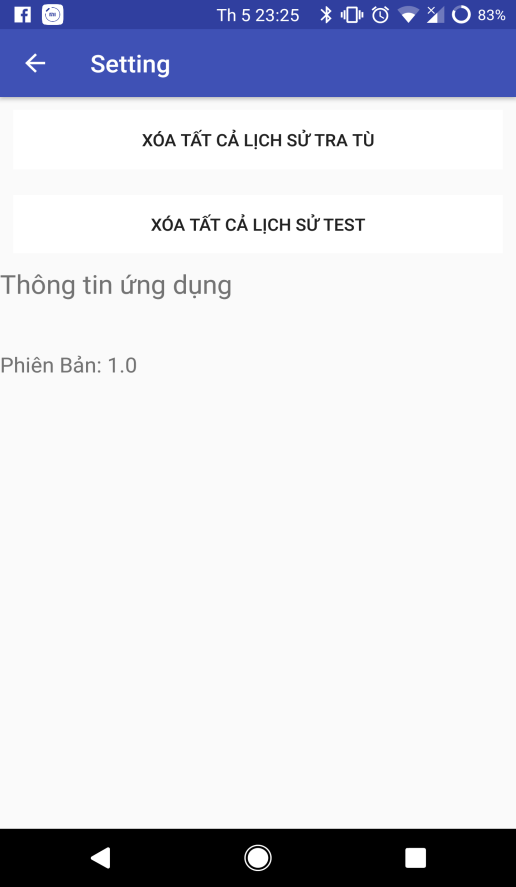 Th 5 23:25
83%
Setting
XÓA TẤT CẢ LỊCH SỬ TRA TÙ
XÓA TẤT CẢ LỊCH SỬ TEST
Thông tin ứng dụng
Phiên Bản: 1.0